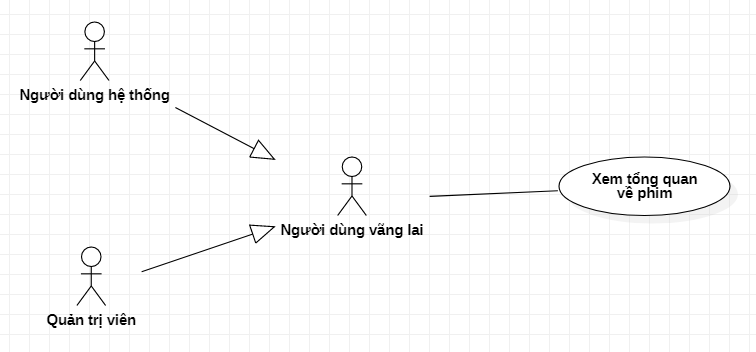 Người dùng hệ thống
Xem tổng quan
về phim
Người dùng vãng lai
Quản trị viên